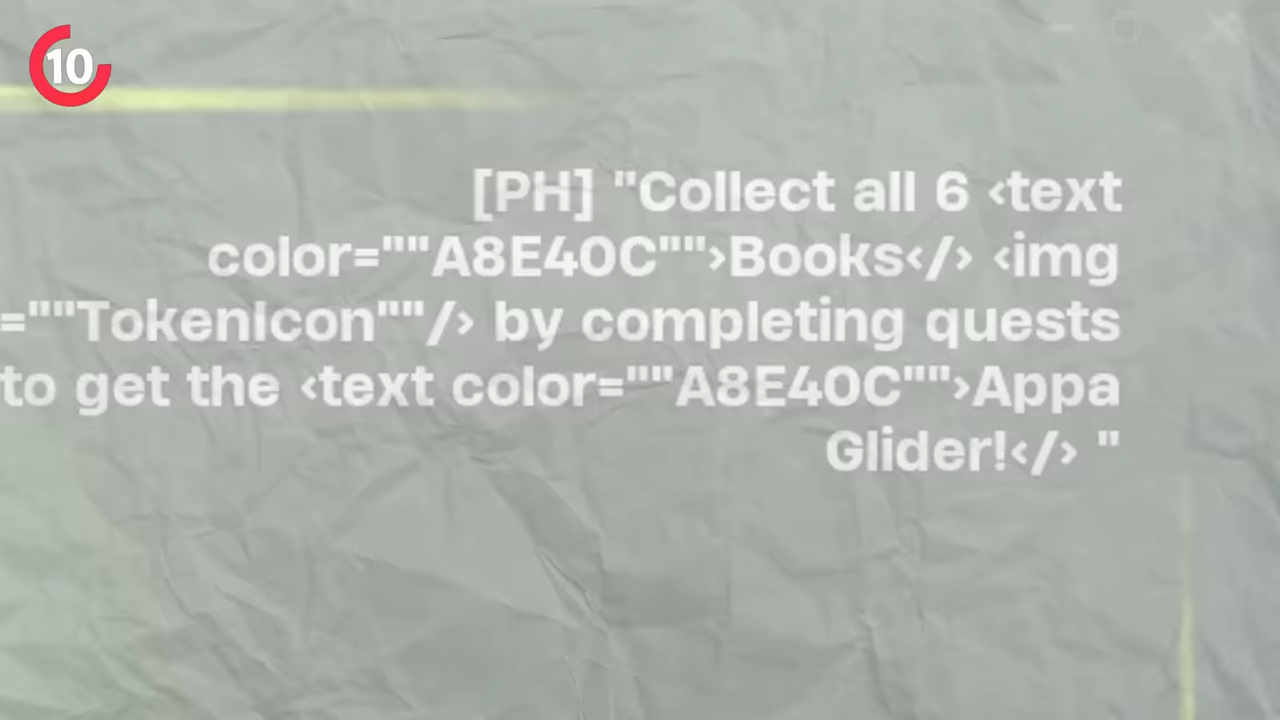 10
[PH] "Collect all 6 <text
color=""A8E40C"">Books</> <img
=""TokenIcon""/> by completing quests
to get the <text color=""A8E40C"">Appa
Glider!</> "